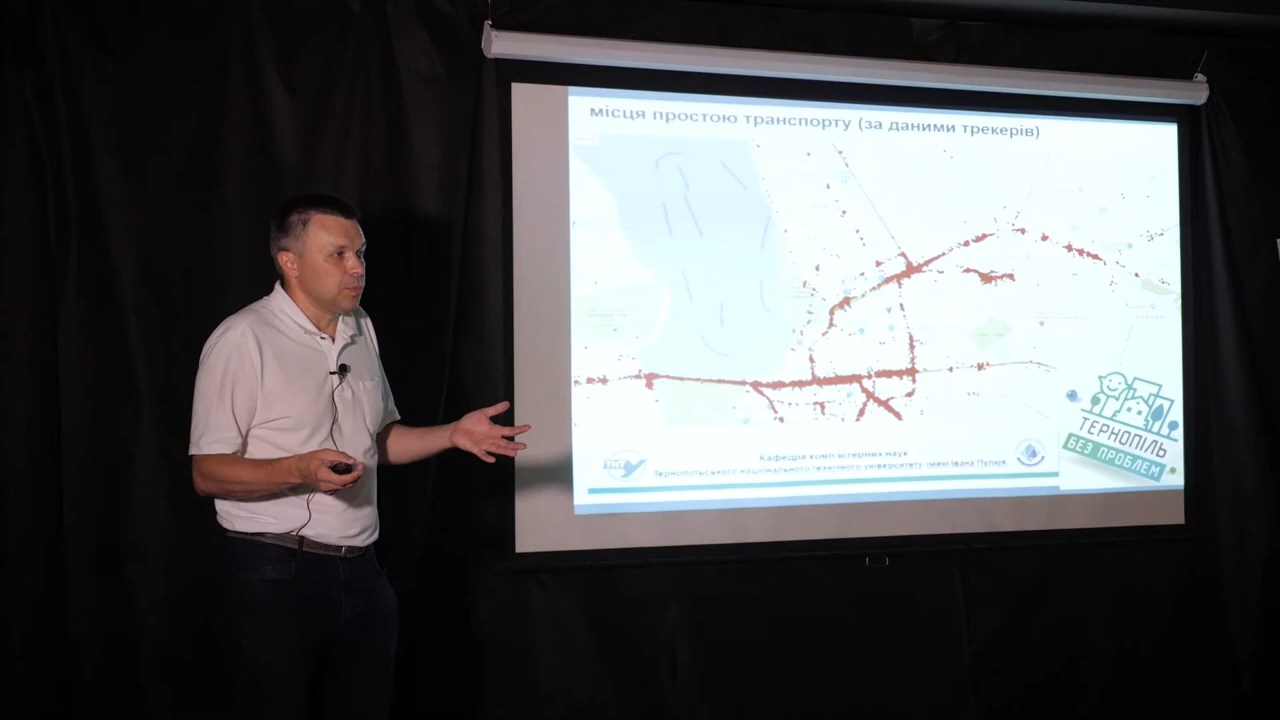 місця простою транспорту (за даними трекерів)
Кафедра комп'ютерних наук
Тернопільського національного технічного університету імені Івана Пулюя
ТЕРНОПІЛЬ
БЕЗ ПРОБЛЕМ